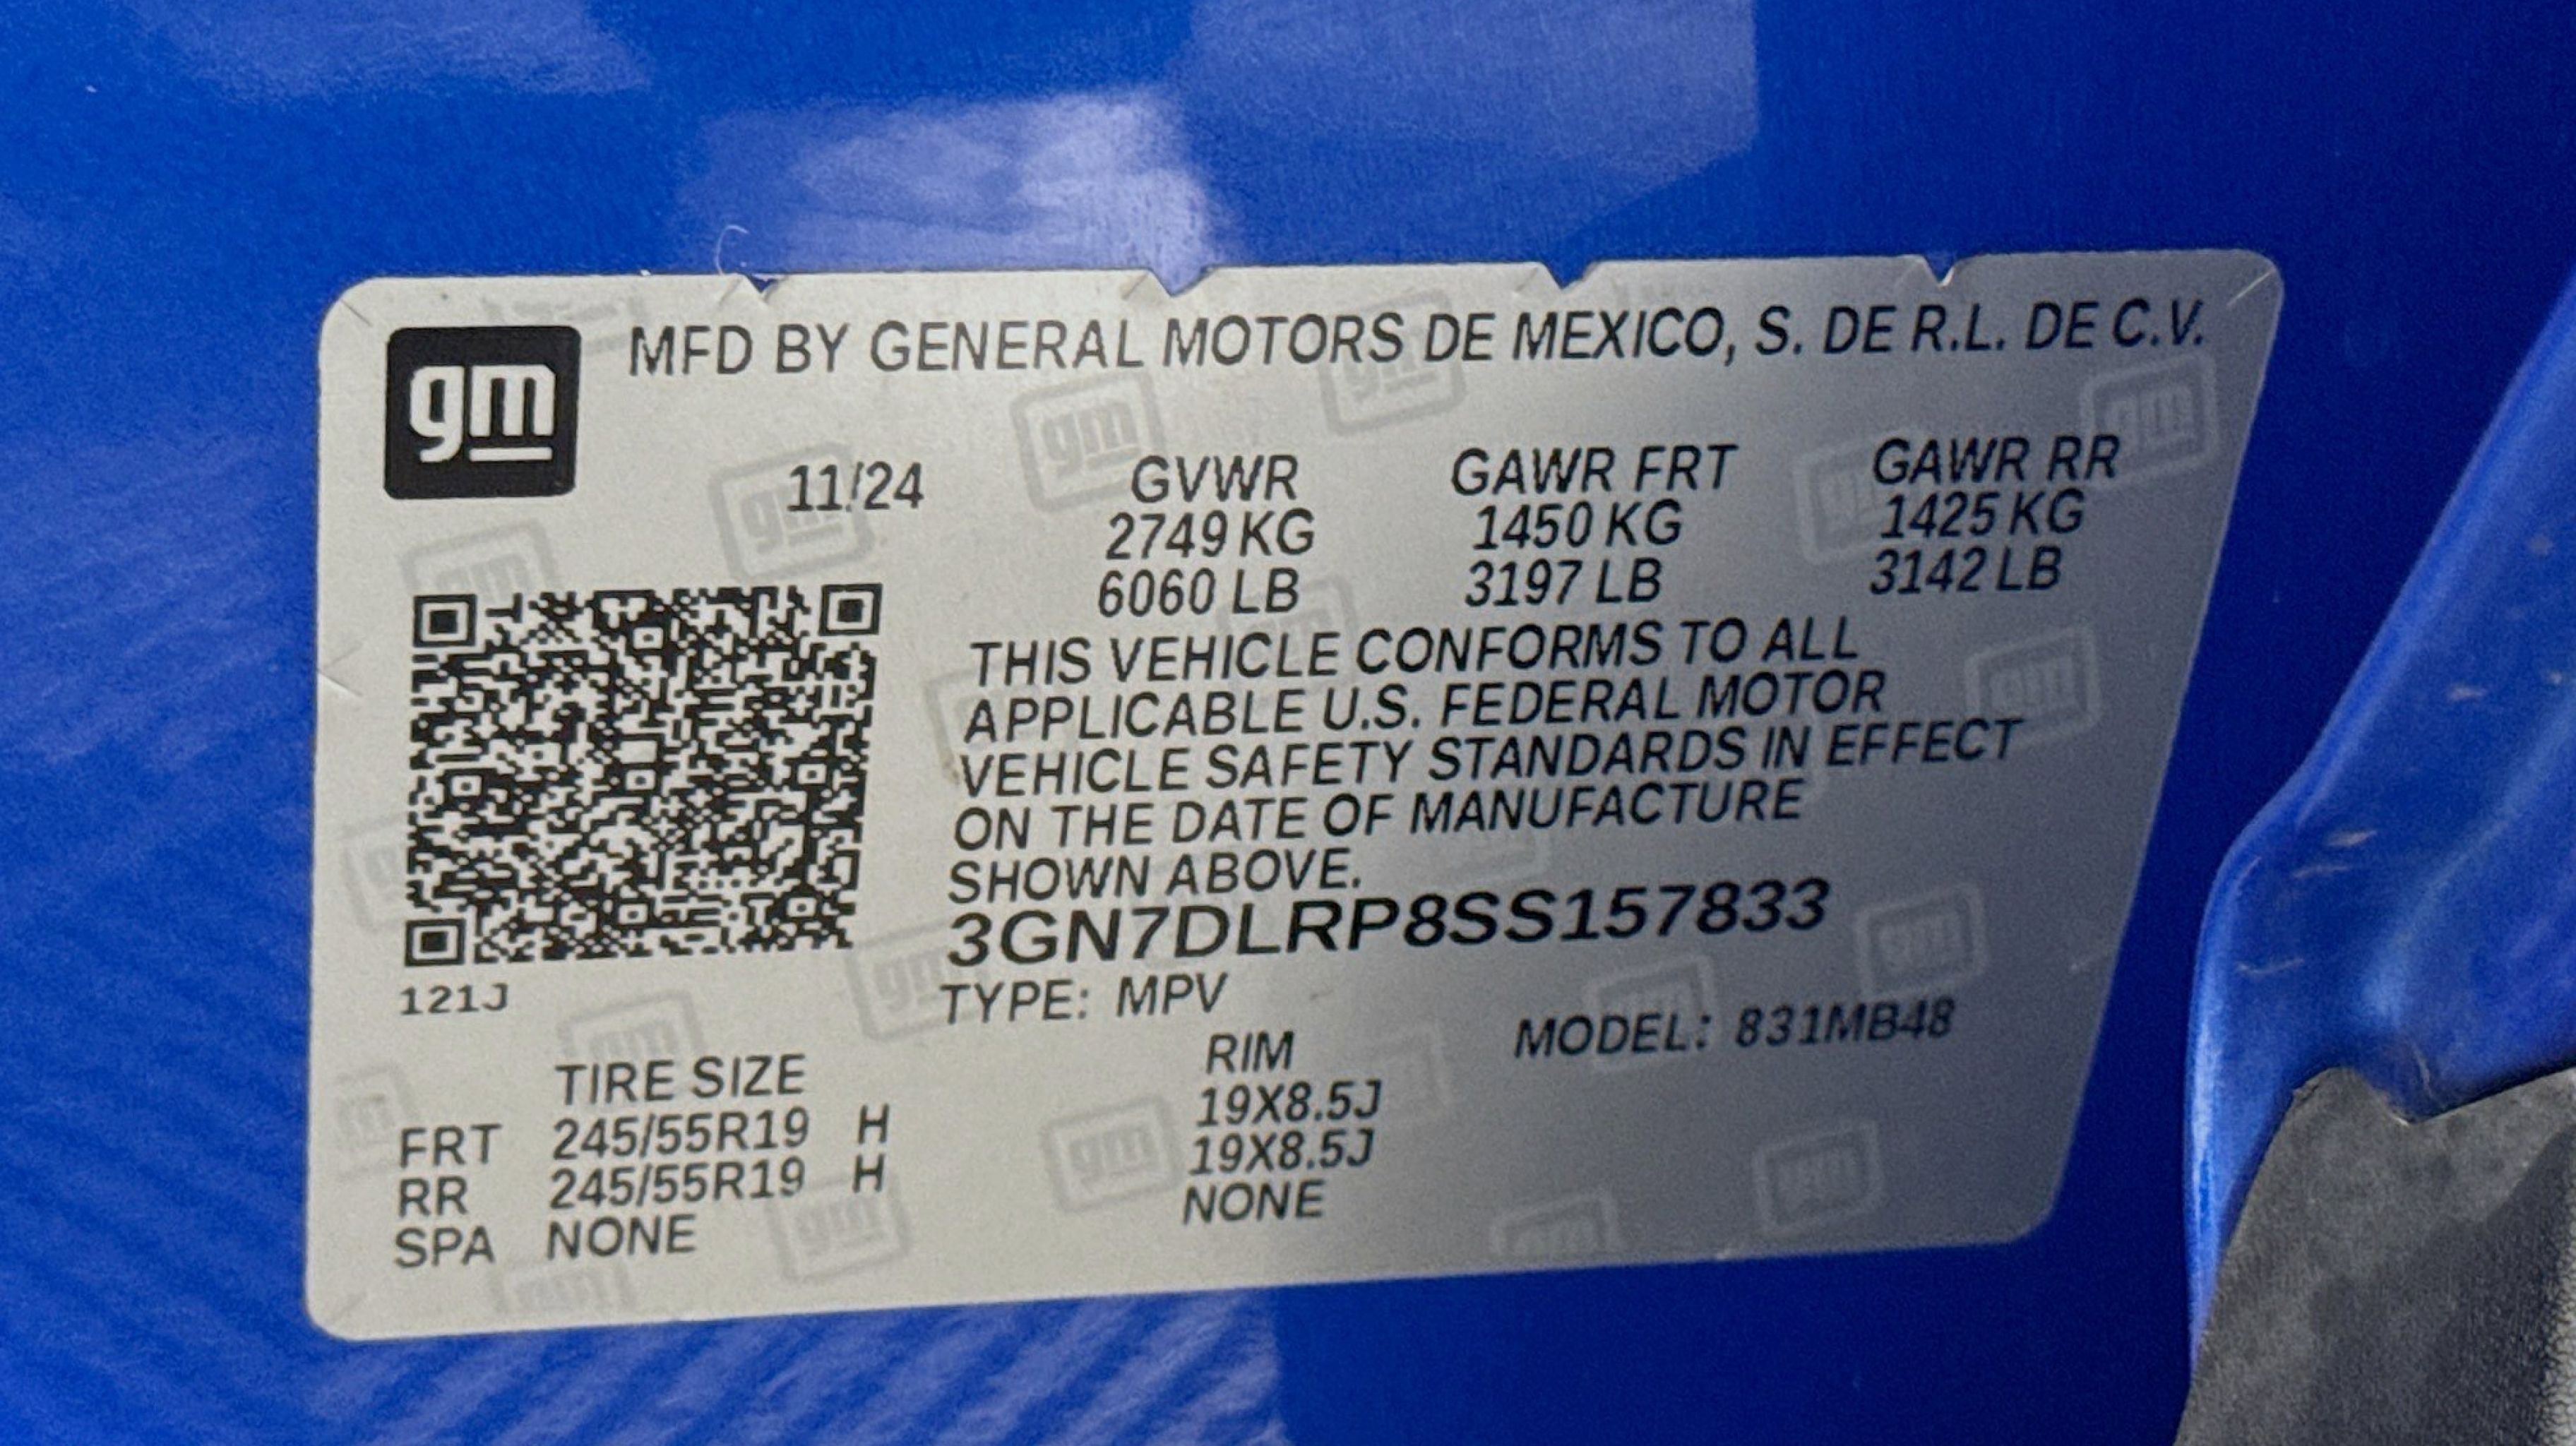 gm
MFD BY GENERAL MOTORS DE MEXICO, S. DE R.L. DE C.V.
11/24 GVWR GAWR FRT GAWR RR
2749 KG 1450 KG 1425 KG
6060 LB 3197 LB 3142 LB
THIS VEHICLE CONFORMS TO ALL
APPLICABLE U.S. FEDERAL MOTOR
VEHICLE SAFETY STANDARDS IN EFFECT
ON THE DATE OF MANUFACTURE
SHOWN ABOVE.
3GN7DLRP8SS157833
121J
TYPE: MPV
MODEL: 831MB48
TIRE SIZE RIM
FRT 245/55R19 H 19X8.5J
RR 245/55R19 H 19X8.5J
SPA NONE NONE